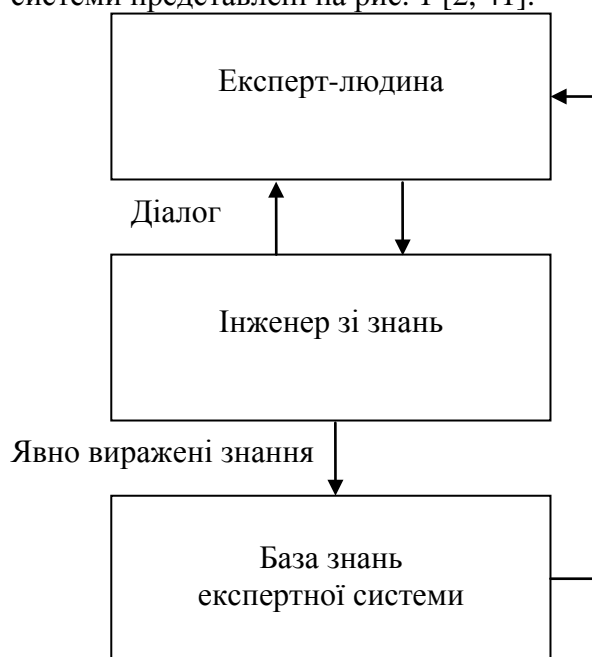 системи представлені на рис. 1 [2, 41].
Експерт-людина
Діалог
Інженер зі знань
Явно виражені знання
База знань
експертної системи